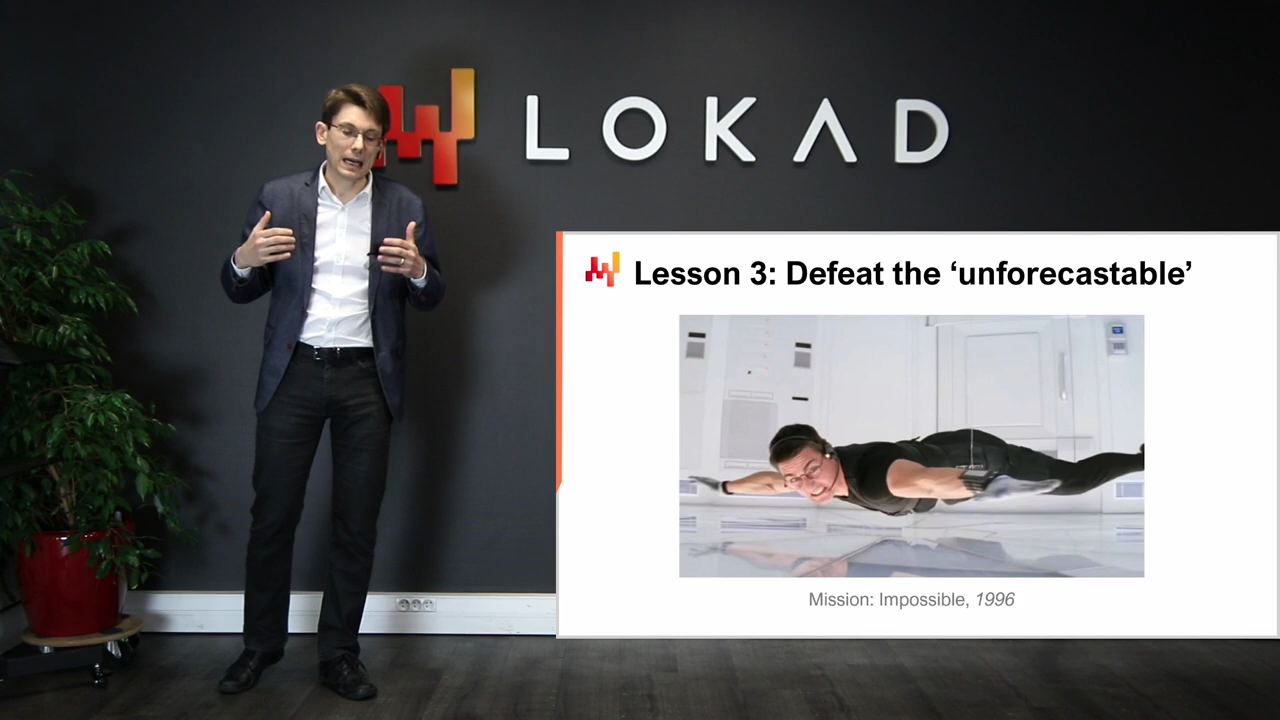 LOKAD
Lesson 3: Defeat the ‘unforecastable’
Mission: Impossible, 1996